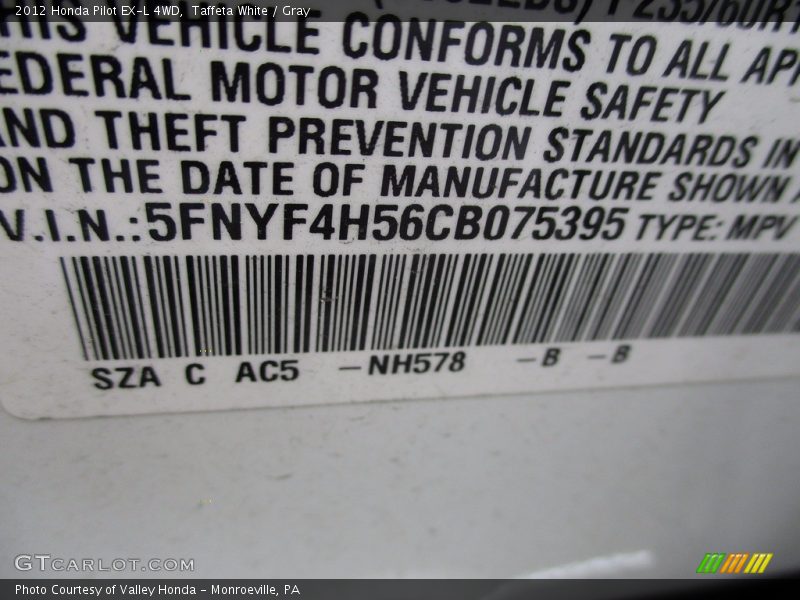 2012 Honda Pilot EX-L 4WD, Taffeta White / Gray
THIS VEHICLE CONFORMS TO ALL
EDERAL MOTOR VEHICLE SAFETY
AND THEFT PREVENTION STANDARDS IN
ON THE DATE OF MANUFACTURE SHOWN
V.I.N.:5FNYF4H56CB075395 TYPE: MPV
SZA C AC5 -NH578 -B -B
GTCARLOT.COM
Photo Courtesy of Valley Honda - Monroeville, PA